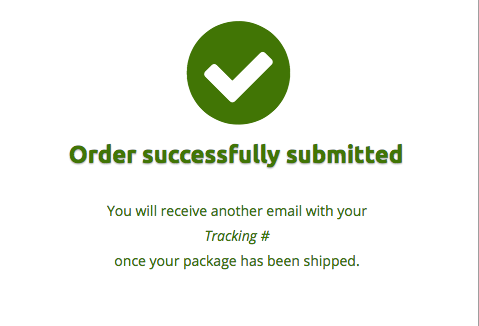 Order successfully submitted
You will receive another email with your
Tracking #
once your package has been shipped.